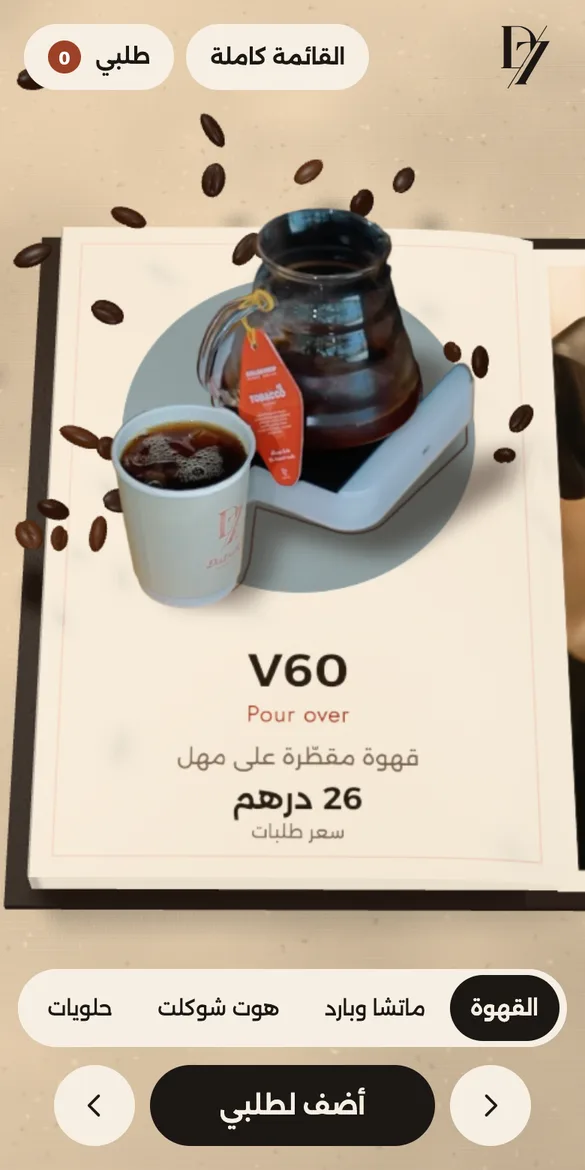 القائمة كاملة
طلبي 0
TOBACCO
V60
Pour over
قهوة مقطّرة على مهل
26 درهم
سعر طلبات
القهوة
ماتشا وبارد
هوت شوكلت
حلويات
أضف لطلبي